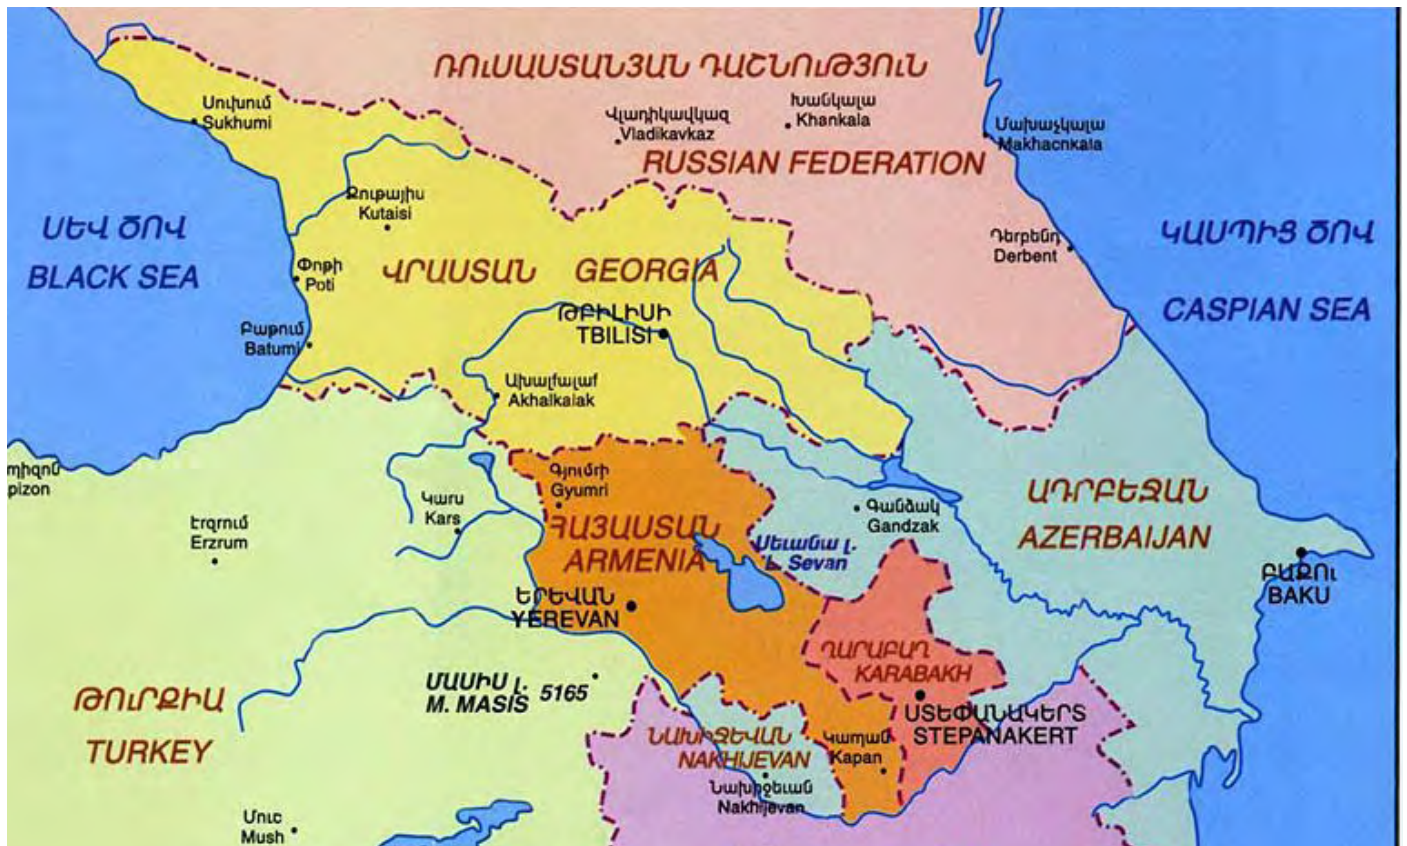 ՌՈւՍԱՍՏԱՆՅԱՆ ԴԱՇՆՈւԹՅՈւՆ
RUSSIAN FEDERATION
Սուխում
Sukhumi
Վլադիկավկազ
Vladikavkaz
Խանկալա
Khankala
Մախաչկալա
Makhacnkala
Քութայիս
Kutaisi
ՍԵՎ ԾՈՎ
BLACK SEA
Փոթի
Poti
ՎՐԱՍՏԱՆ GEORGIA
Դերբենդ
Derbent
ԿԱՍՊԻՑ ԾՈՎ
CASPIAN SEA
Բաթում
Batumi
ԹԲԻԼԻՍԻ
TBILISI
Ախալքալաք
Akhalkalak
պիզոն
pizon
Կարս
Kars
Գյումրի
Gyumri
Էրզրում
Erzrum
ՀԱՅԱՍՏԱՆ
ARMENIA
Սեւանա լ.
L. Sevan
Գանձակ
Gandzak
ԱԴՐԲԵՋԱՆ
AZERBAIJAN
ԲԱՔՈւ
BAKU
ԵՐԵՎԱՆ
YEREVAN
ՂԱՐԱԲԱՂ
KARABAKH
ՄԱՍԻՍ լ.
M. MASIS 5165
ԹՈւՐՔԻԱ
TURKEY
ՍՏԵՓԱՆԱԿԵՐՏ
STEPANAKERT
ՆԱԽԻՋԵՎԱՆ
NAKHIJEVAN
Կապան
Kapan
Նախիջեւան
Nakhijevan
Մուշ
Mush